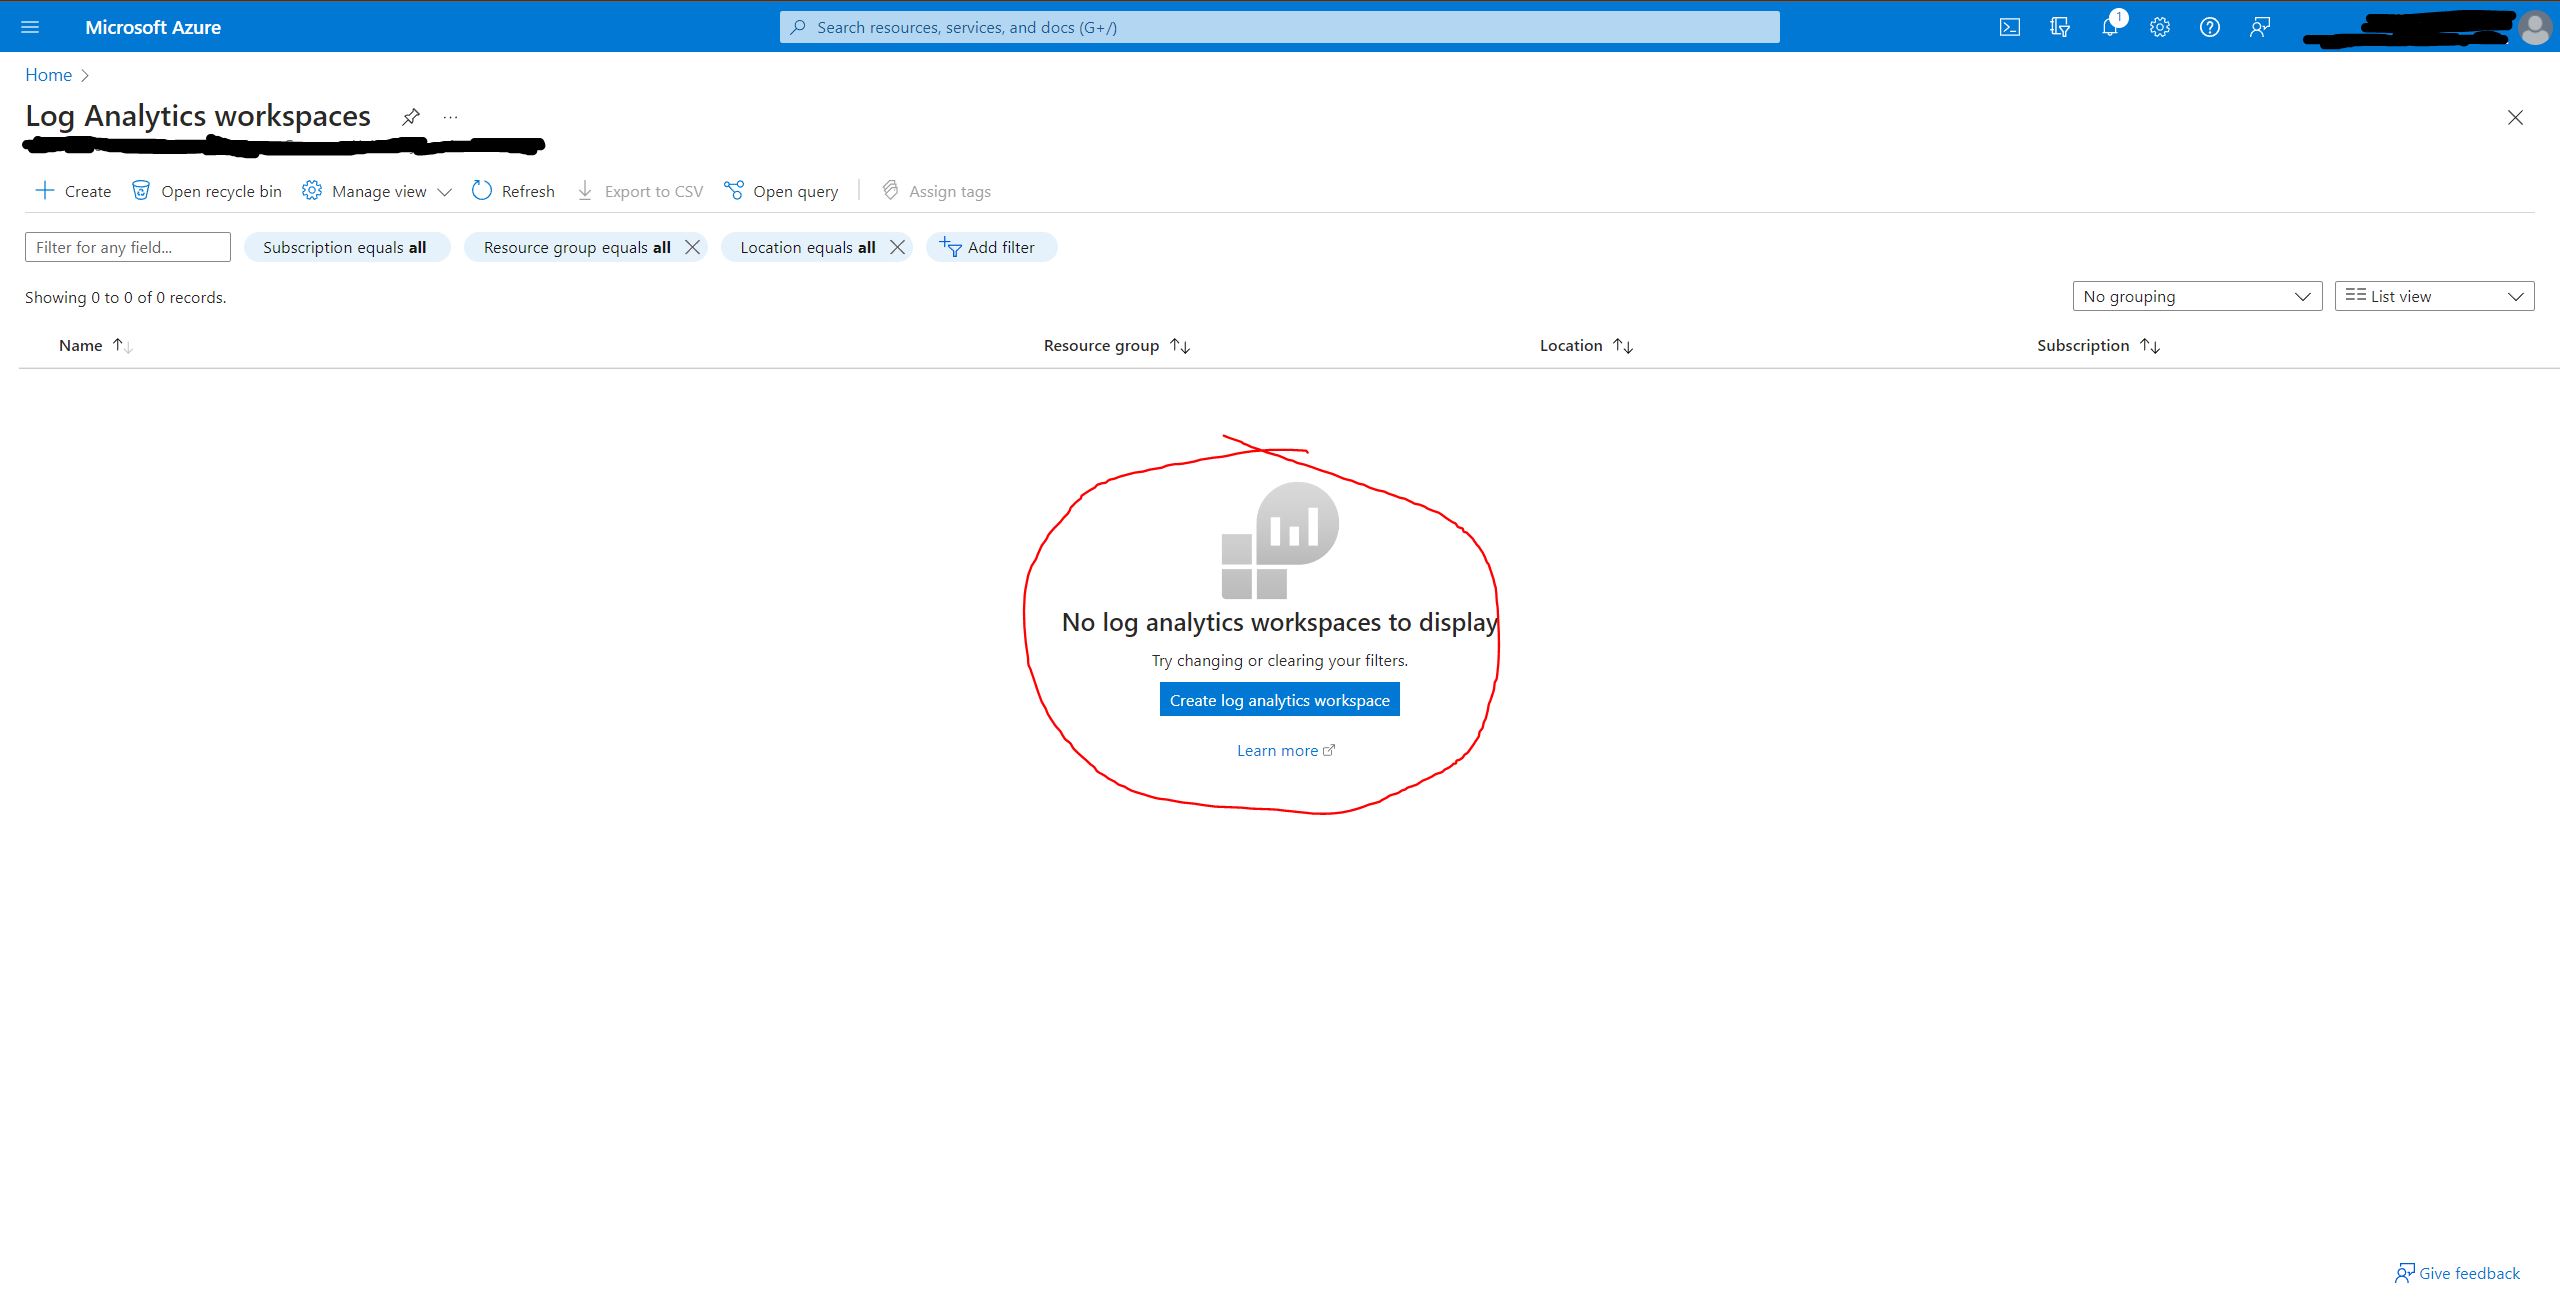 Microsoft Azure
Search resources, services, and docs (G+/)
1
Home
Log Analytics workspaces
Create
Open recycle bin
Manage view
Refresh
Export to CSV
Open query
Assign tags
Filter for any field...
Subscription equals all
Resource group equals all
Location equals all
Add filter
Showing 0 to 0 of 0 records.
No grouping
List view
Name
Resource group
Location
Subscription
No log analytics workspaces to display
Try changing or clearing your filters.
Create log analytics workspace
Learn more
Give feedback